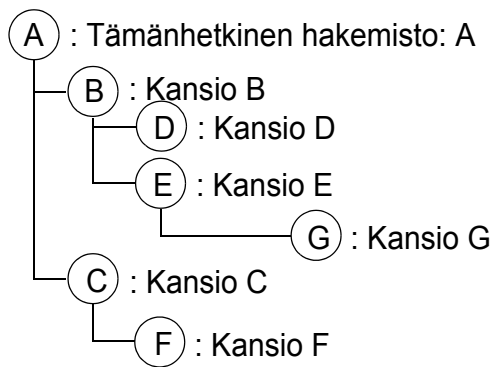 A : Tämänhetkinen hakemisto: A
B : Kansio B
D : Kansio D
E : Kansio E
G : Kansio G
C : Kansio C
F : Kansio F